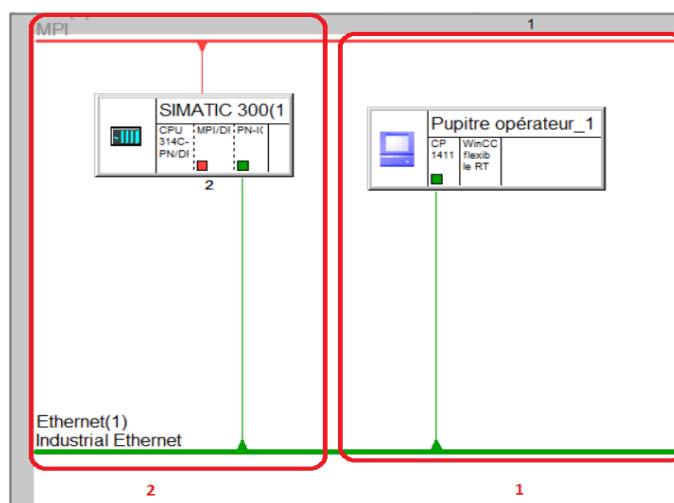 MPI
1
SIMATIC 300(1
CPU
314C-
PN/DI
MPI/DI
PN-IO
2
Pupitre opérateur_1
CP
1411
WinCC
flexib
le RT
Ethernet(1)
Industrial Ethernet
2
1